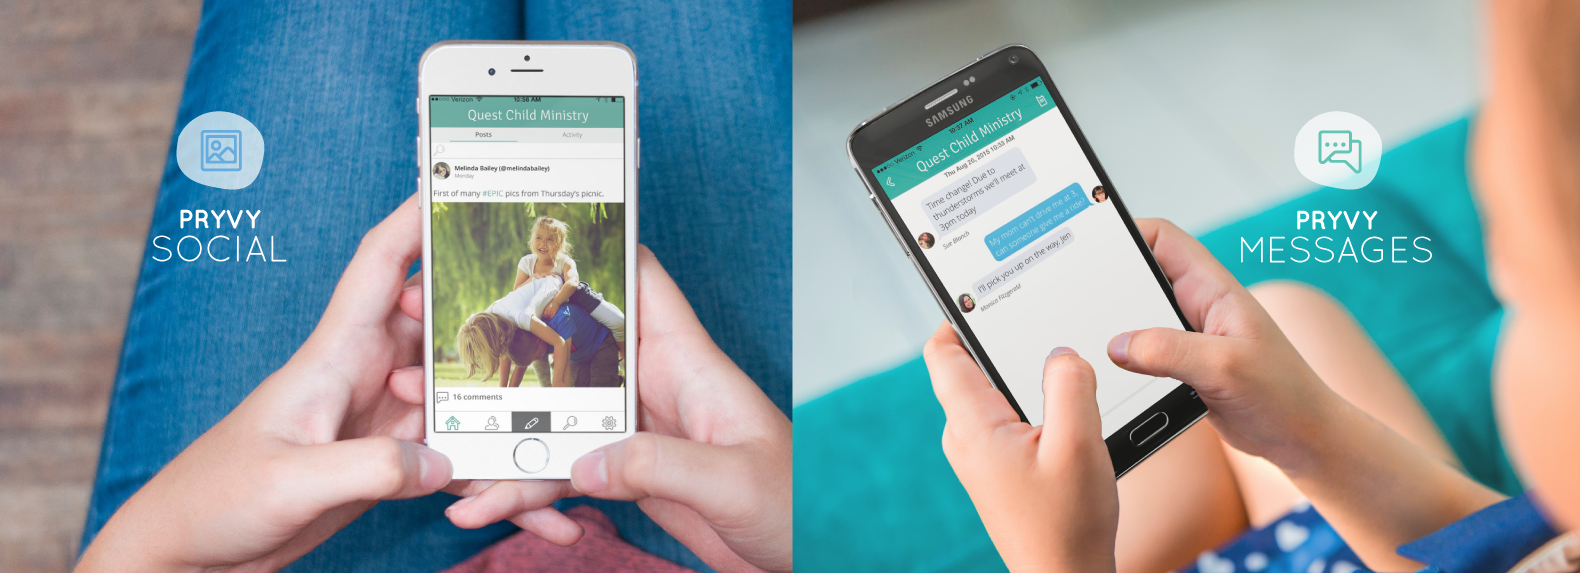 PRYVY
SOCIAL
Verizon
10:58 AM
Quest Child Ministry
Posts
Activity
Melinda Bailey (@melindabailey)
Monday
First of many #EPIC pics from Thursday's picnic.
16 comments
SAMSUNG
Verizon
10:37 AM
Quest Child Ministry
Thu Aug 20, 2015 10:33 AM
Time change! Due to
thunderstorms we'll meet at
3pm today
Sue Blanch
My mom can't drive me at 3,
can someone give me a ride?
I'll pick you up on the way, Jen
Monica Fitzgerald
PRYVY
MESSAGES